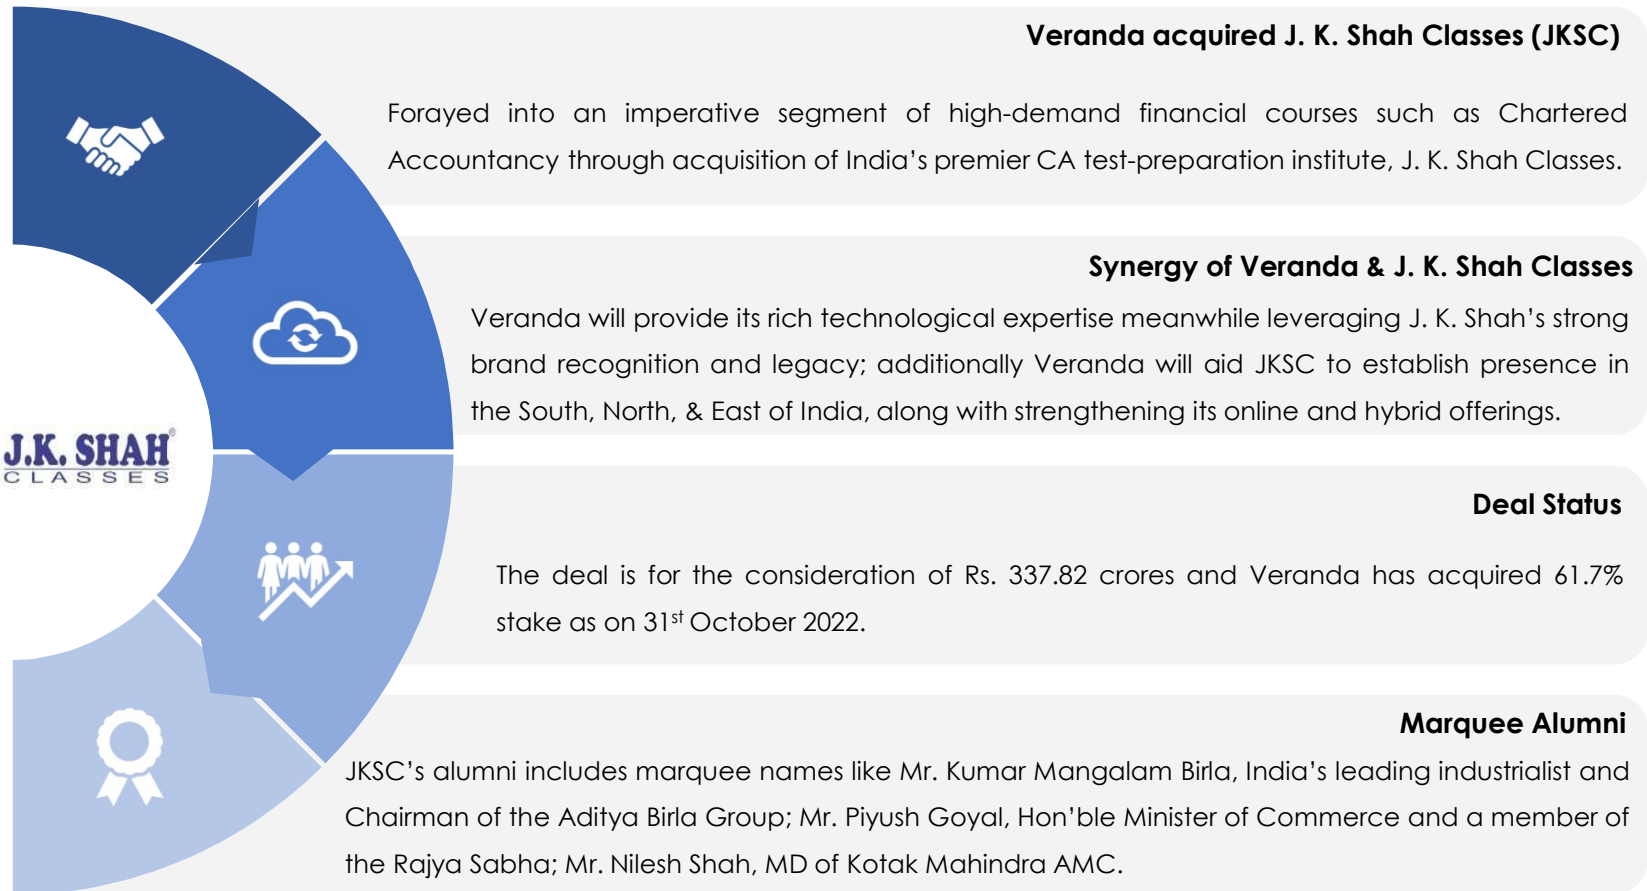 Veranda acquired J. K. Shah Classes (JKSC)
Forayed into an imperative segment of high-demand financial courses such as Chartered
Accountancy through acquisition of India’s premier CA test-preparation institute, J. K. Shah Classes.
Synergy of Veranda & J. K. Shah Classes
Veranda will provide its rich technological expertise meanwhile leveraging J. K. Shah’s strong
brand recognition and legacy; additionally Veranda will aid JKSC to establish presence in
the South, North, & East of India, along with strengthening its online and hybrid offerings.
J.K. SHAH®
CLASSES
Deal Status
The deal is for the consideration of Rs. 337.82 crores and Veranda has acquired 61.7%
stake as on 31st October 2022.
Marquee Alumni
JKSC’s alumni includes marquee names like Mr. Kumar Mangalam Birla, India’s leading industrialist and
Chairman of the Aditya Birla Group; Mr. Piyush Goyal, Hon’ble Minister of Commerce and a member of
the Rajya Sabha; Mr. Nilesh Shah, MD of Kotak Mahindra AMC.